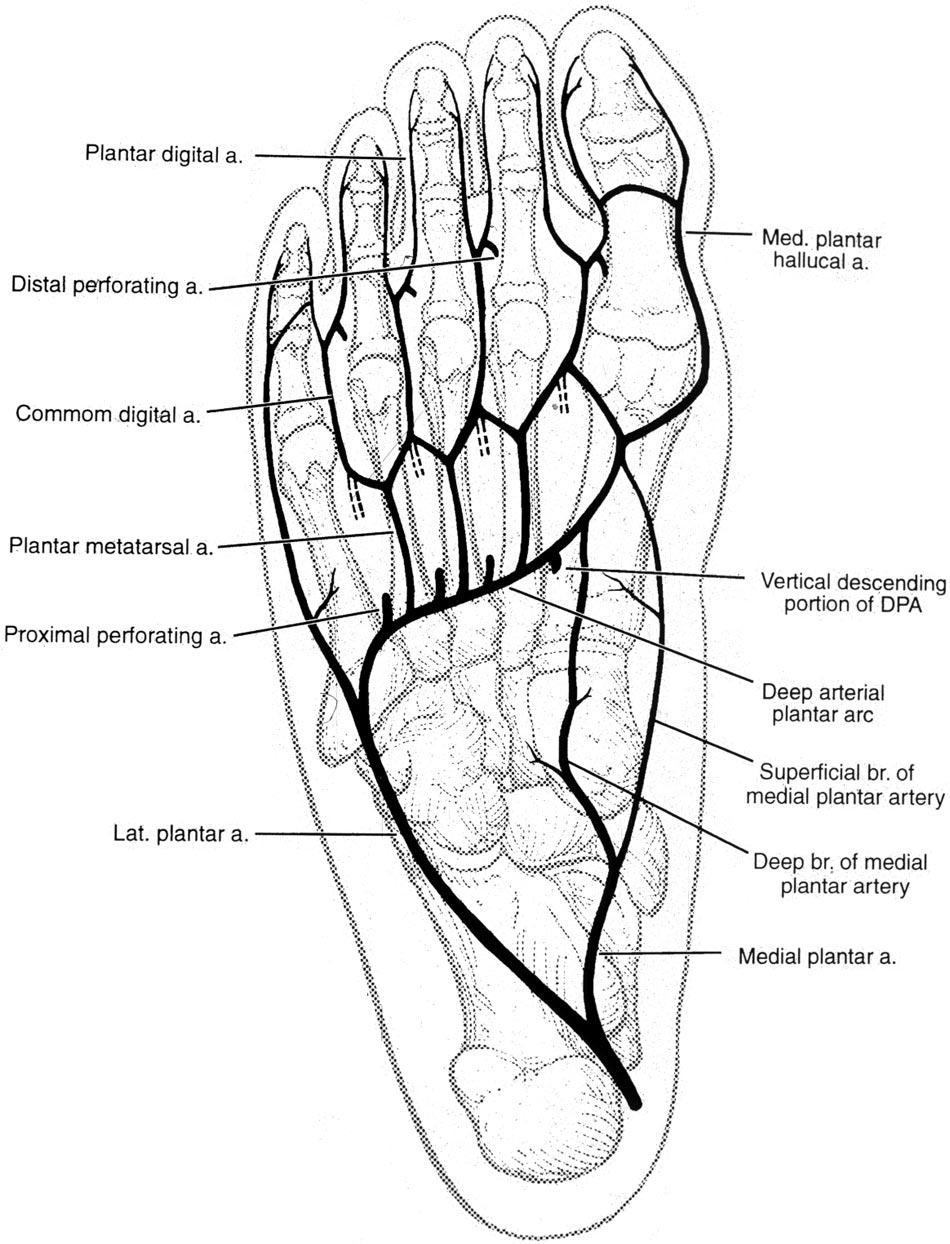 Plantar digital a.
Distal perforating a.
Commom digital a.
Plantar metatarsal a.
Proximal perforating a.
Lat. plantar a.
Med. plantar
hallucal a.
Vertical descending
portion of DPA
Deep arterial
plantar arc
Superficial br. of
medial plantar artery
Deep br. of medial
plantar artery
Medial plantar a.